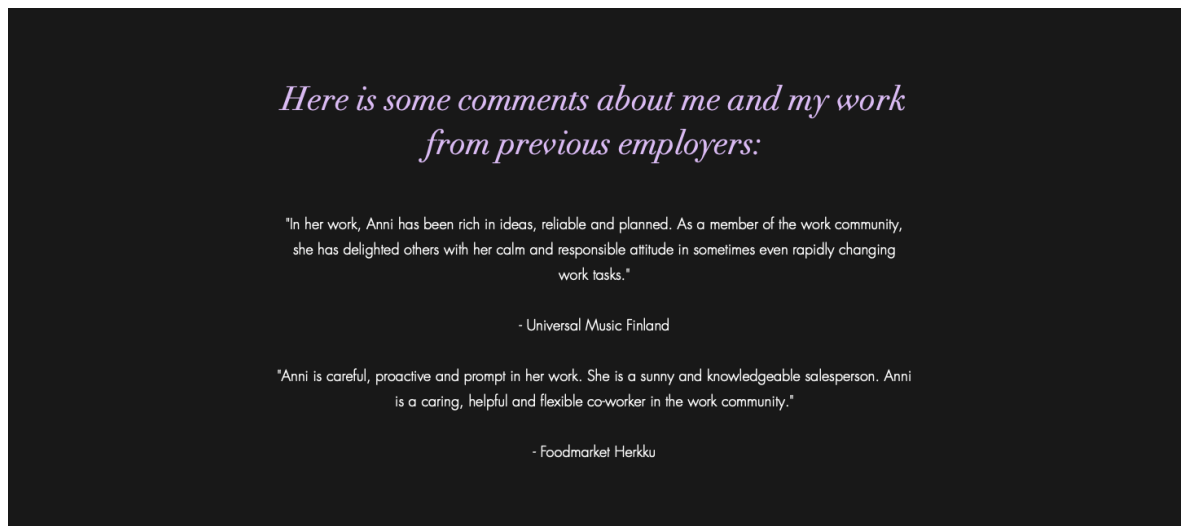 Here is some comments about me and my work
from previous employers:
"In her work, Anni has been rich in ideas, reliable and planned. As a member of the work community,
she has delighted others with her calm and responsible attitude in sometimes even rapidly changing
work tasks."
- Universal Music Finland
"Anni is careful, proactive and prompt in her work. She is a sunny and knowledgeable salesperson. Anni
is a caring, helpful and flexible co-worker in the work community."
- Foodmarket Herkku